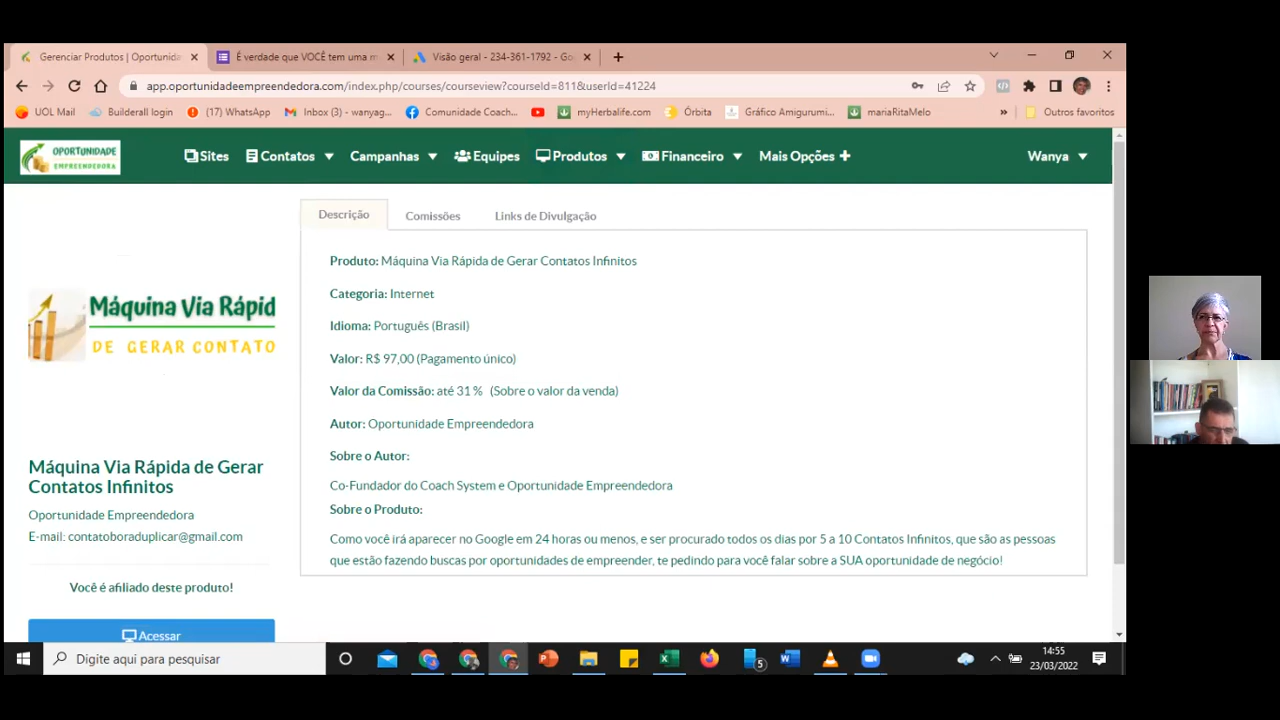 Gerenciar Produtos | Oportunida
É verdade que VOCÊ tem uma m
Visão geral - 234-361-1792 - Go
app.oportunidadeempreendedora.com/index.php/courses/courseview?courseId=811&userId=41224
UOL Mail
Builderall login
(17) WhatsApp
Inbox (3) - wanyag...
Comunidade Coach...
myHerbalife.com
Órbita
Gráfico Amigurumi...
mariaRitaMelo
»
Outros favoritos
OPORTUNIDADE
EMPREENDEDORA
Sites
Contatos
Campanhas
Equipes
Produtos
Financeiro
Mais Opções +
Wanya
Descrição
Comissões
Links de Divulgação
Produto: Máquina Via Rápida de Gerar Contatos Infinitos
Categoria: Internet
Idioma: Português (Brasil)
Valor: R$ 97,00 (Pagamento único)
Valor da Comissão: até 31 % (Sobre o valor da venda)
Autor: Oportunidade Empreendedora
Sobre o Autor:
Co-Fundador do Coach System e Oportunidade Empreendedora
Sobre o Produto:
Como você irá aparecer no Google em 24 horas ou menos, e ser procurado todos os dias por 5 a 10 Contatos Infinitos, que são as pessoas
que estão fazendo buscas por oportunidades de empreender, te pedindo para você falar sobre a SUA oportunidade de negócio!
Máquina Via Rápid
DE GERAR CONTATO
Máquina Via Rápida de Gerar
Contatos Infinitos
Oportunidade Empreendedora
E-mail: contatoboraduplicar@gmail.com
Você é afiliado deste produto!
Acessar
Digite aqui para pesquisar
5
14:55
23/03/2022